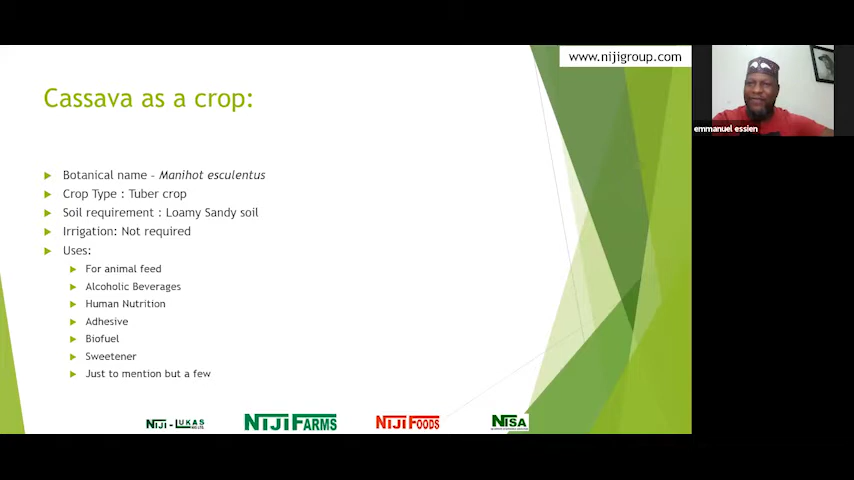 www.nijigroup.com
Cassava as a crop:
Botanical name – Manihot esculentus
Crop Type : Tuber crop
Soil requirement : Loamy Sandy soil
Irrigation: Not required
Uses:
For animal feed
Alcoholic Beverages
Human Nutrition
Adhesive
Biofuel
Sweetener
Just to mention but a few
NIJI - LUKAS
NIJI FARMS
NIJI FOODS
NISA
emmanuel essien